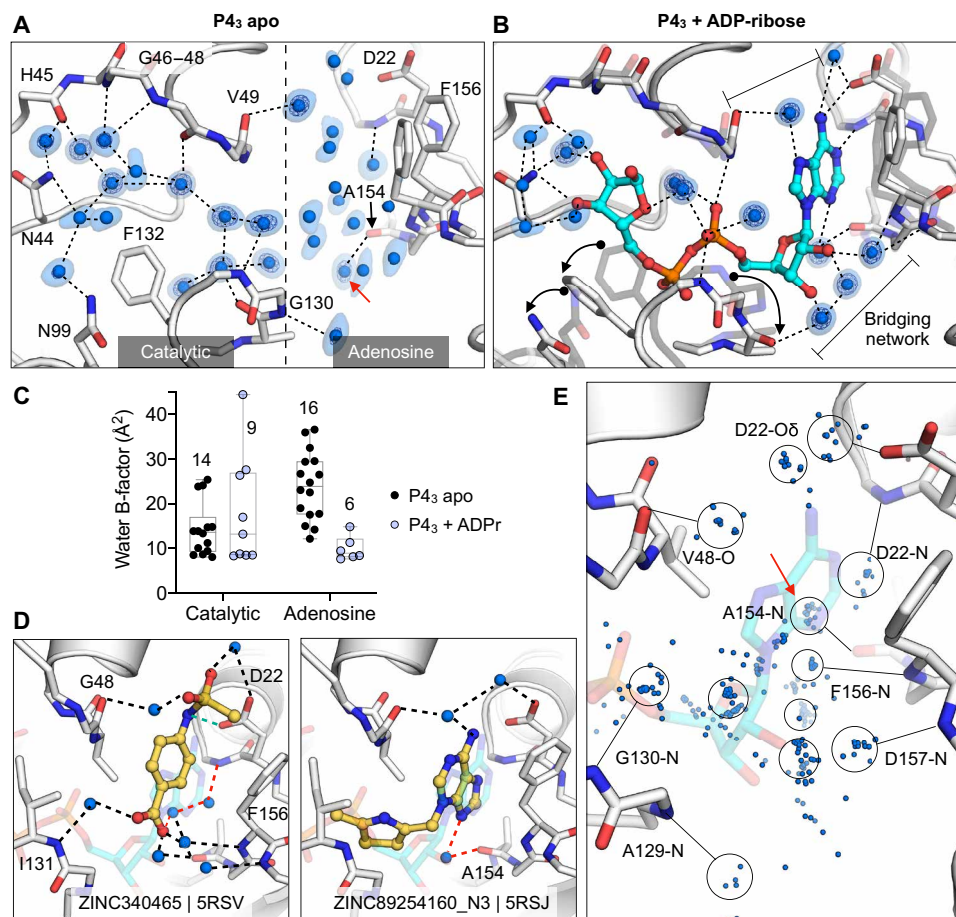 P4₃ apo
P4₃ + ADP-ribose
A
B
G46–48
D22
H45
V49
F156
A154
N44
F132
G130
N99
Catalytic
Adenosine
Bridging
network
C
Water B-factor (Å²)
40
30
20
10
0
14
9
16
6
P4₃ apo
P4₃ + ADPr
Catalytic
Adenosine
D
G48
D22
F156
I131
ZINC340465 | 5RSV
A154
ZINC89254160_N3 | 5RSJ
E
D22-Oδ
V48-O
D22-N
A154-N
F156-N
G130-N
D157-N
A129-N